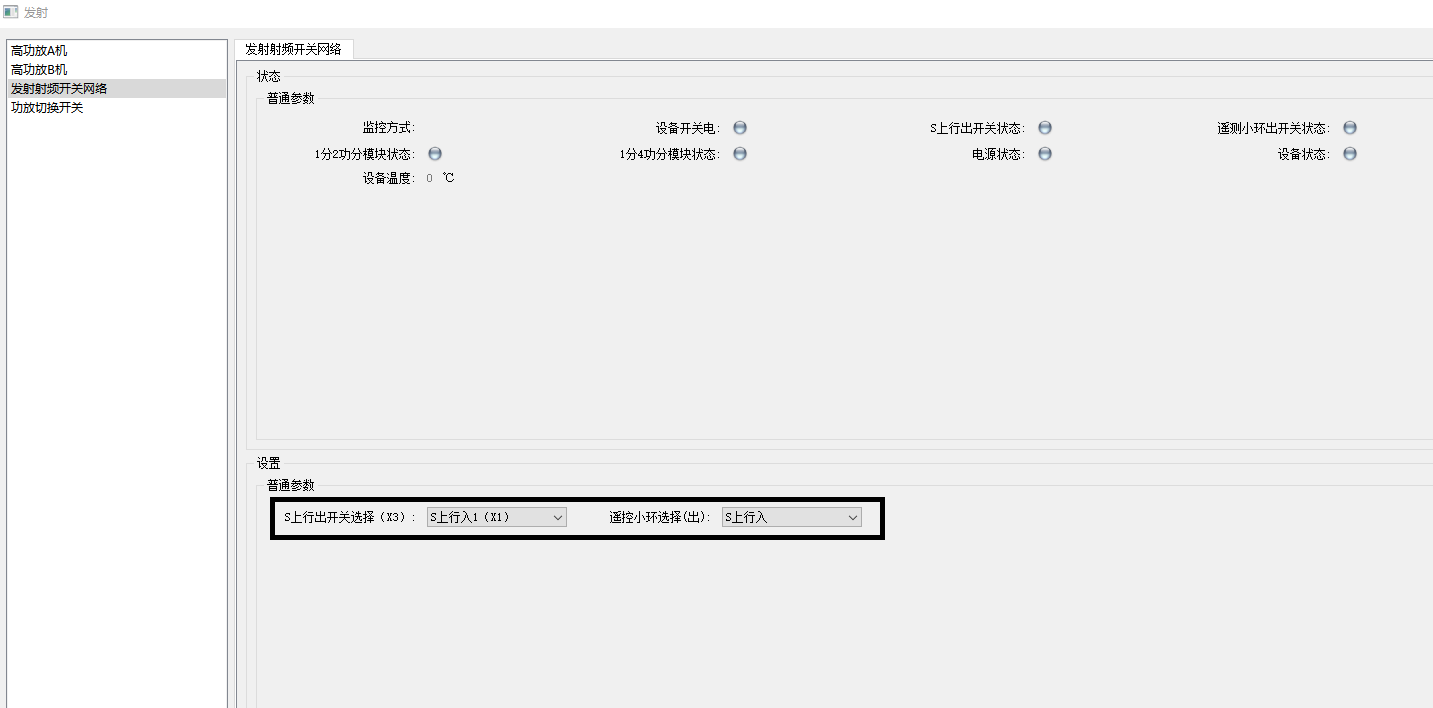 发射
高功放A机
高功放B机
发射射频开关网络
功放切换开关
发射射频开关网络
状态
普通参数
监控方式: 设备开关电: S上行出开关状态: 遥测小环出开关状态:
1分2功分模块状态: 1分4功分模块状态: 电源状态: 设备状态:
设备温度: 0 ℃
设置
普通参数
S上行出开关选择（X3）: S上行入1（X1） 遥控小环选择(出): S上行入